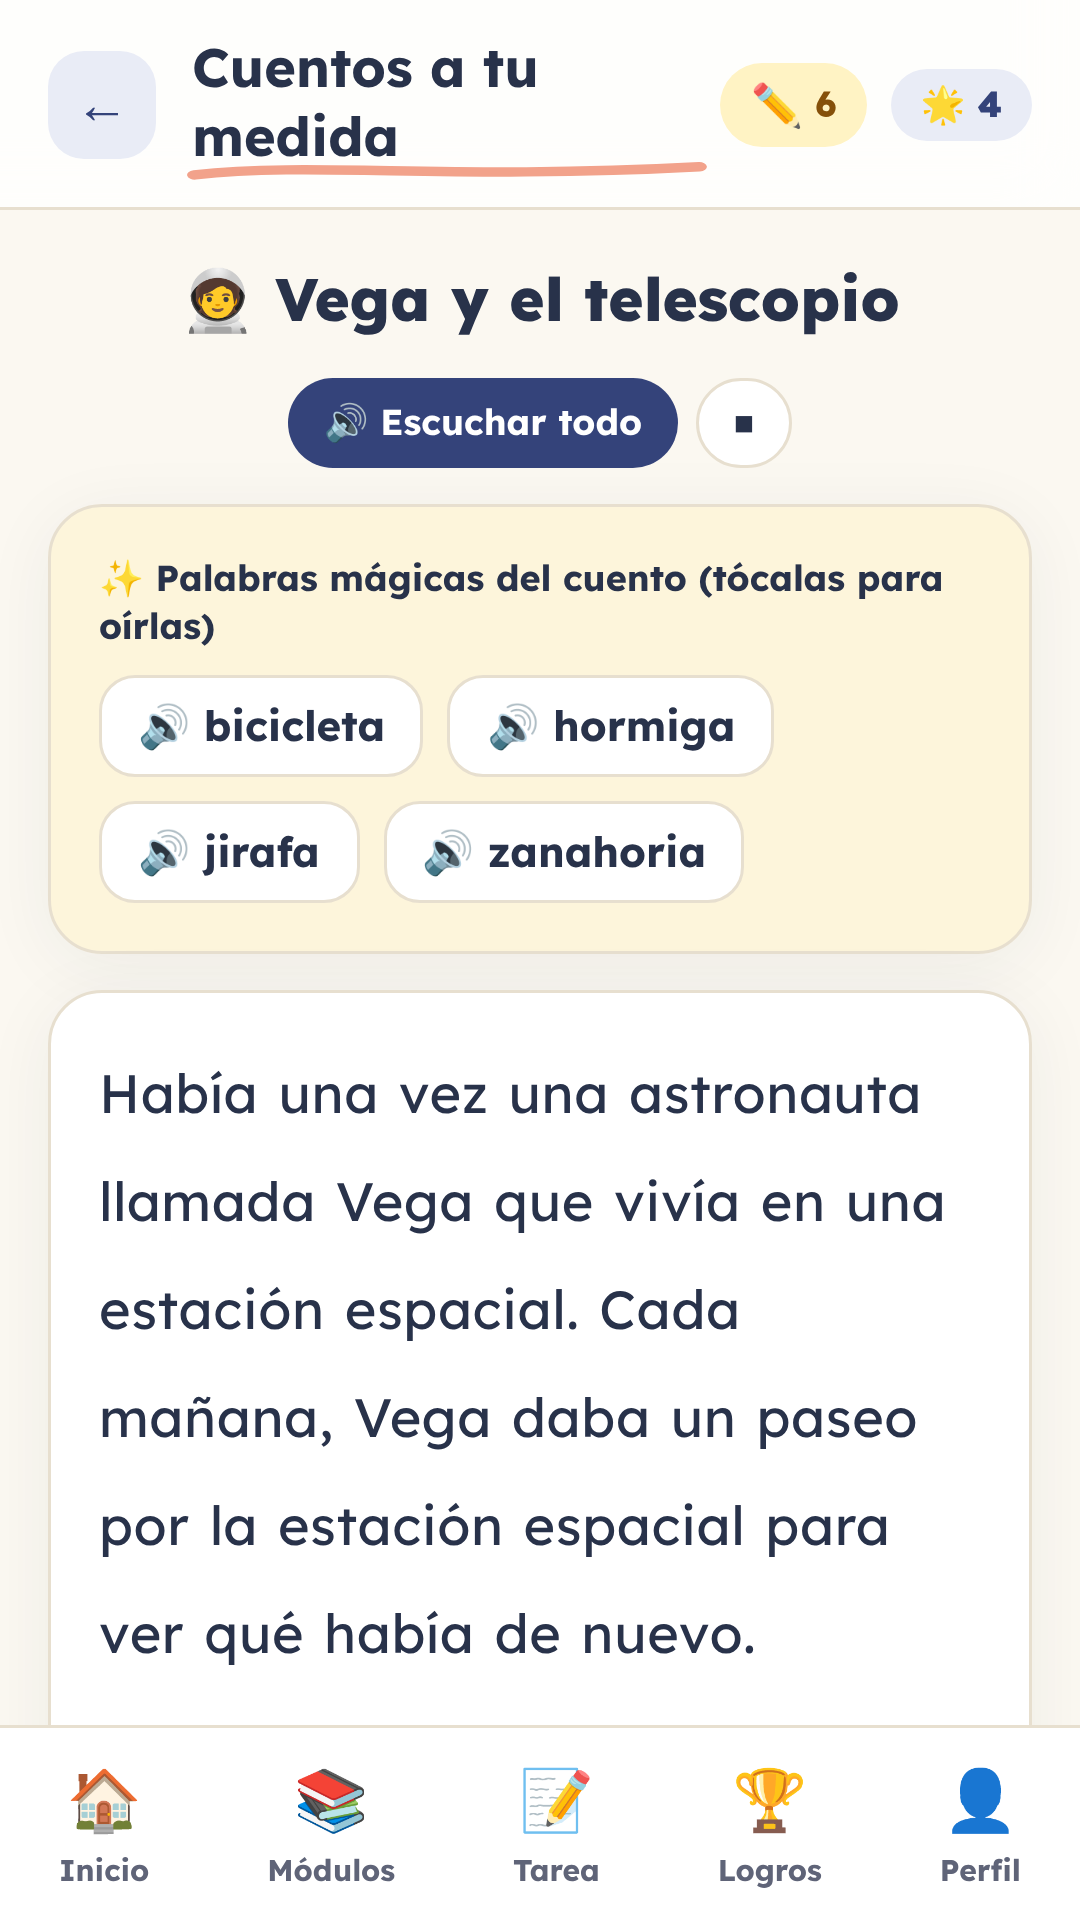 ←
Cuentos a tu
medida
✏️ 6
🌟 4
🧑‍🚀 Vega y el telescopio
🔊 Escuchar todo
■
✨ Palabras mágicas del cuento (tócalas para
oírlas)
🔊 bicicleta
🔊 hormiga
🔊 jirafa
🔊 zanahoria
Había una vez una astronauta
llamada Vega que vivía en una
estación espacial. Cada
mañana, Vega daba un paseo
por la estación espacial para
ver qué había de nuevo.
Inicio
Módulos
Tarea
Logros
Perfil